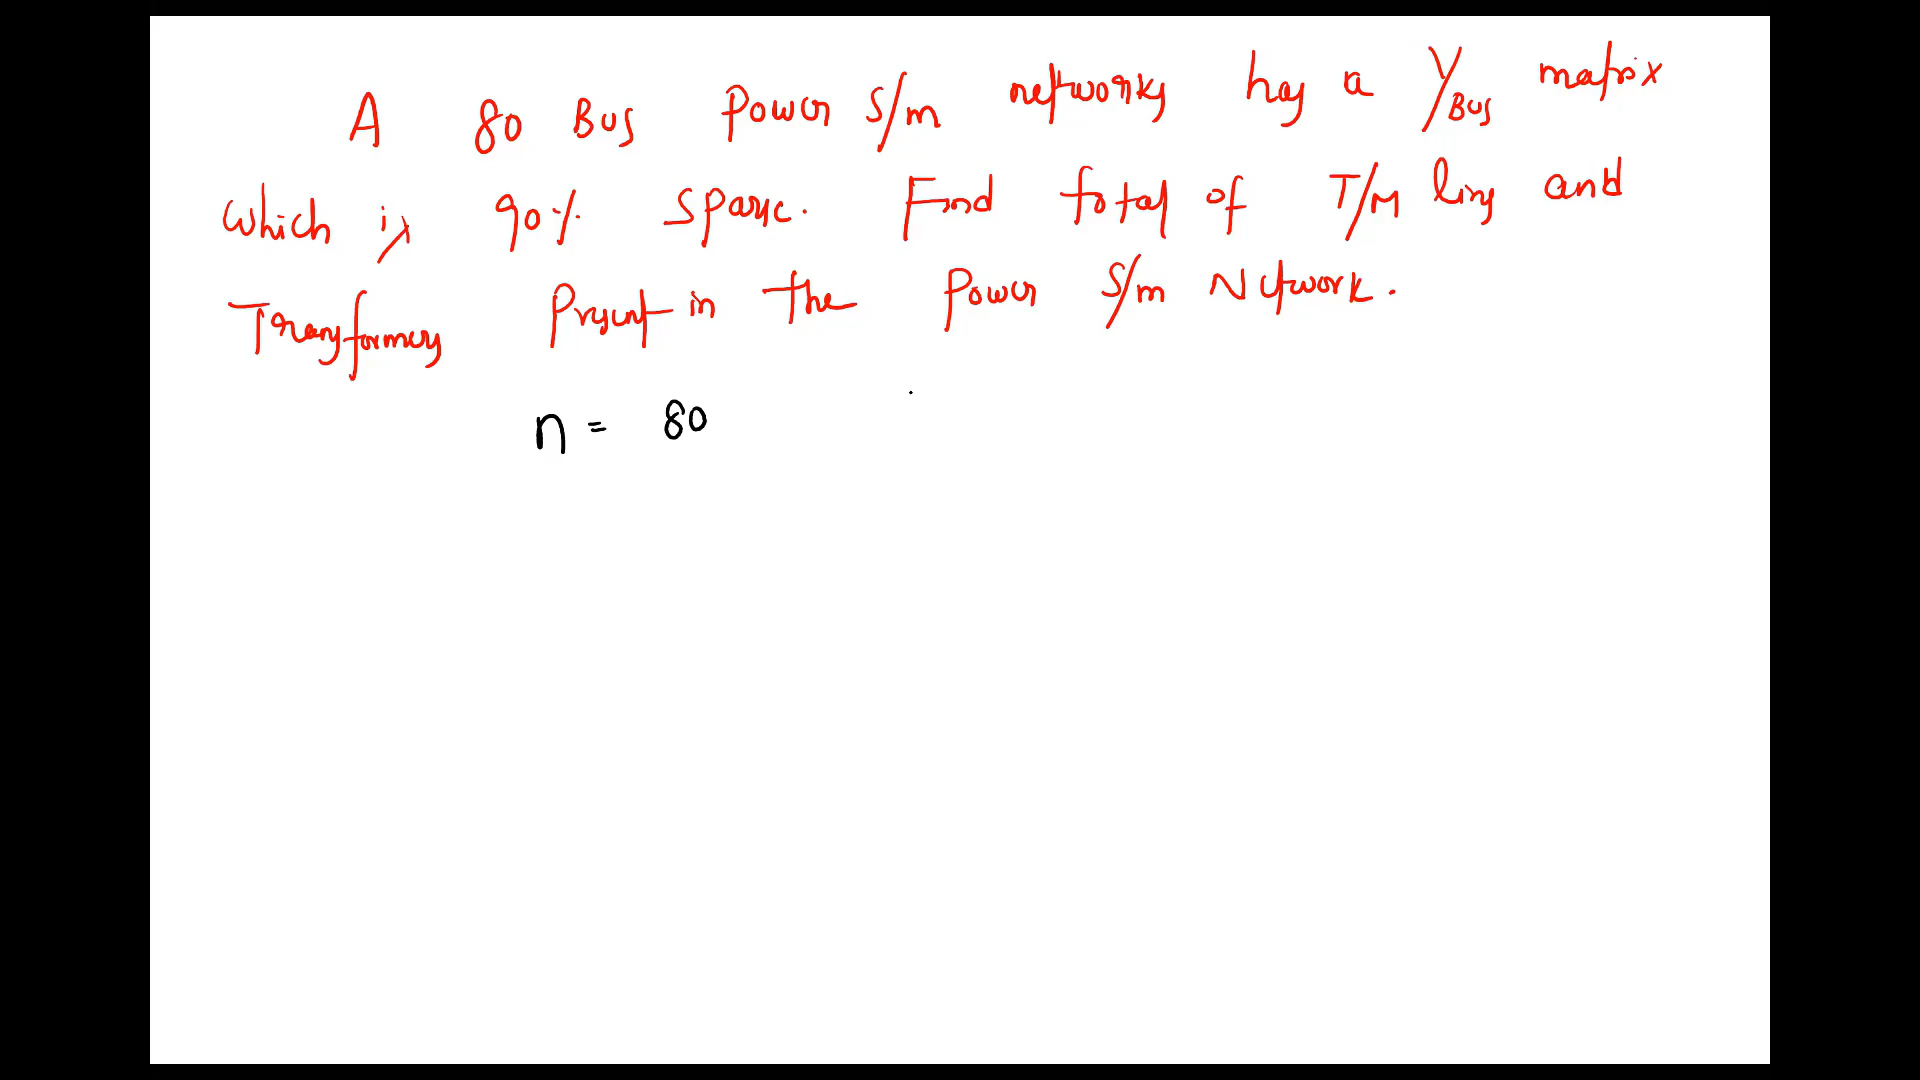 A 80 Bus Power S/m networks has a Y Bus matrix
which is 90% sparse. Find total of T/M lines and
Transformers Present in the Power S/m Network.
n = 80